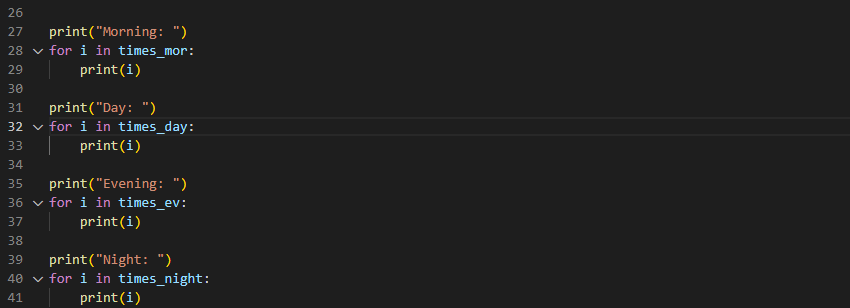 26
27 print("Morning: ")
28 for i in times_mor:
29     print(i)
30
31 print("Day: ")
32 for i in times_day:
33     print(i)
34
35 print("Evening: ")
36 for i in times_ev:
37     print(i)
38
39 print("Night: ")
40 for i in times_night:
41     print(i)